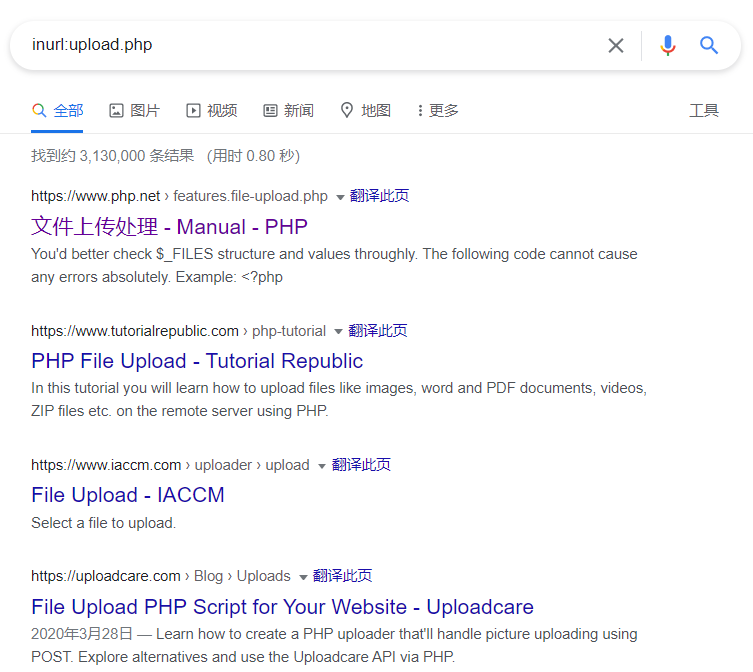 inurl:upload.php
全部 图片 视频 新闻 地图 更多 工具
找到约 3,130,000 条结果 （用时 0.80 秒）
https://www.php.net › features.file-upload.php 翻译此页
文件上传处理 - Manual - PHP
You'd better check $_FILES structure and values throughly. The following code cannot cause
any errors absolutely. Example: <?php
https://www.tutorialrepublic.com › php-tutorial 翻译此页
PHP File Upload - Tutorial Republic
In this tutorial you will learn how to upload files like images, word and PDF documents, videos,
ZIP files etc. on the remote server using PHP.
https://www.iaccm.com › uploader › upload 翻译此页
File Upload - IACCM
Select a file to upload.
https://uploadcare.com › Blog › Uploads 翻译此页
File Upload PHP Script for Your Website - Uploadcare
2020年3月28日 — Learn how to create a PHP uploader that'll handle picture uploading using
POST. Explore alternatives and use the Uploadcare API via PHP.